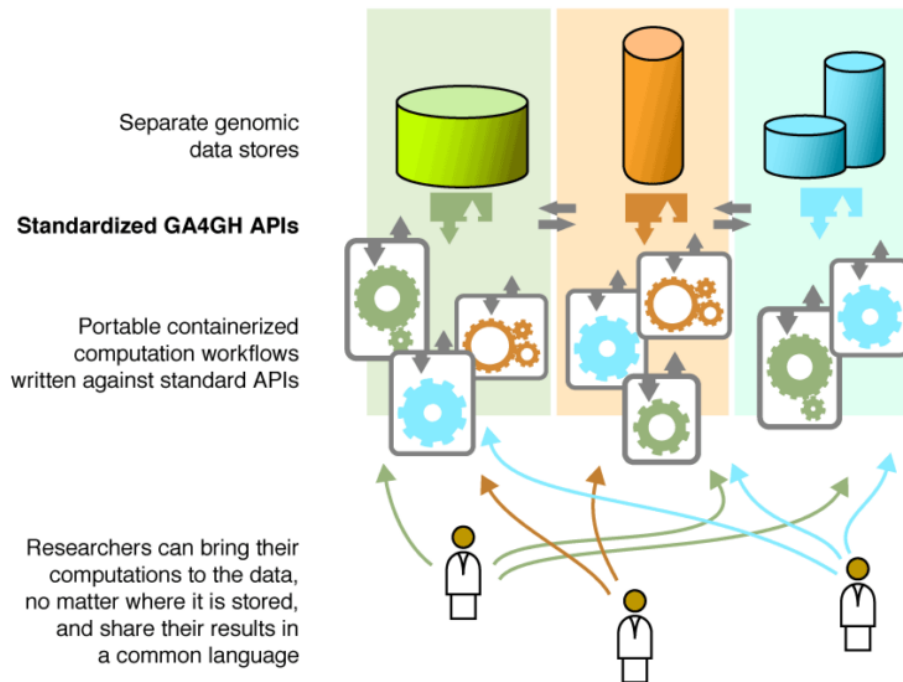 Separate genomic
data stores
Standardized GA4GH APIs
Portable containerized
computation workflows
written against standard APIs
Researchers can bring their
computations to the data,
no matter where it is stored,
and share their results in
a common language